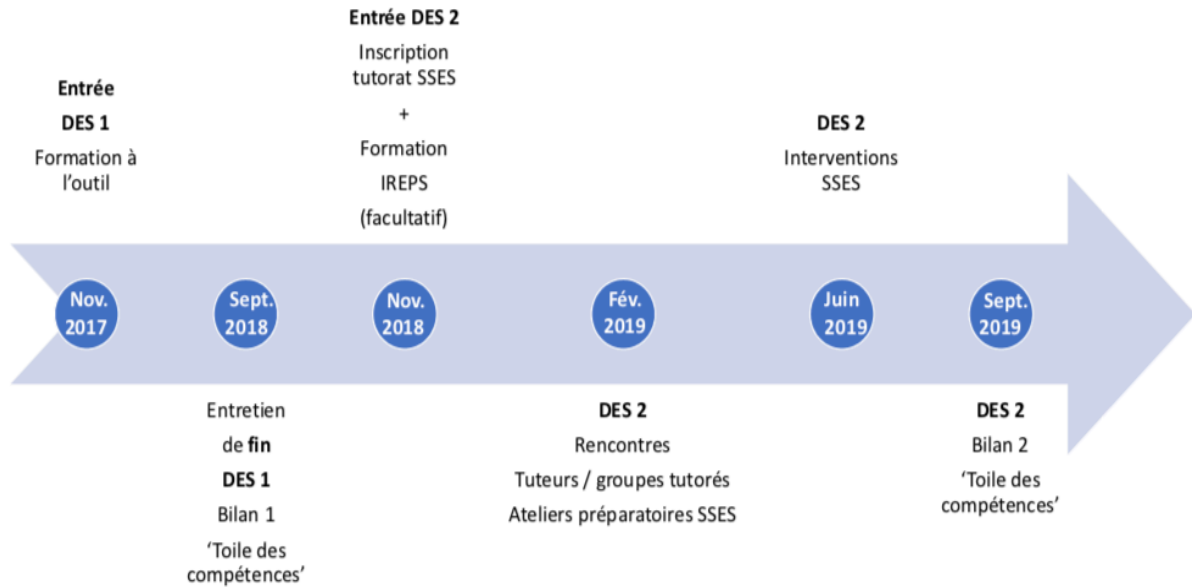 Entrée
DES 1
Formation à
l’outil
Entrée DES 2
Inscription
tutorat SSES
+
Formation
IREPS
(facultatif)
DES 2
Interventions
SSES
Nov.
2017
Sept.
2018
Nov.
2018
Fév.
2019
Juin
2019
Sept.
2019
Entretien
de fin
DES 1
Bilan 1
‘Toile des
compétences’
DES 2
Rencontres
Tuteurs / groupes tutorés
Ateliers préparatoires SSES
DES 2
Bilan 2
‘Toile des
compétences’